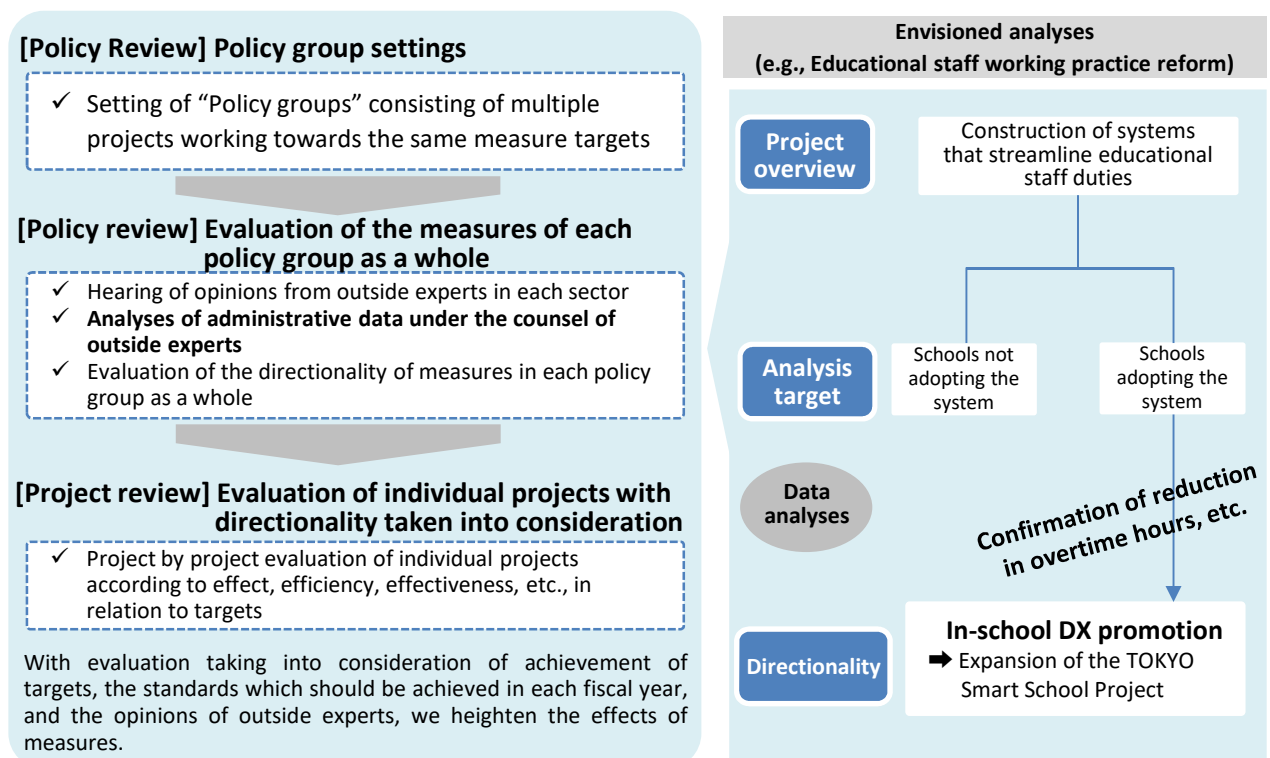 [Policy Review] Policy group settings
✓ Setting of “Policy groups” consisting of multiple
projects working towards the same measure targets
[Policy review] Evaluation of the measures of each
policy group as a whole
✓ Hearing of opinions from outside experts in each sector
✓ Analyses of administrative data under the counsel of
outside experts
✓ Evaluation of the directionality of measures in each policy
group as a whole
[Project review] Evaluation of individual projects with
directionality taken into consideration
✓ Project by project evaluation of individual projects
according to effect, efficiency, effectiveness, etc., in
relation to targets
With evaluation taking into consideration of achievement of
targets, the standards which should be achieved in each fiscal year,
and the opinions of outside experts, we heighten the effects of
measures.
Envisioned analyses
(e.g., Educational staff working practice reform)
Project
overview
Construction of systems
that streamline educational
staff duties
Analysis
target
Schools not
adopting the
system
Schools
adopting the
system
Data
analyses
Confirmation of reduction
in overtime hours, etc.
Directionality
In-school DX promotion
➡ Expansion of the TOKYO
Smart School Project